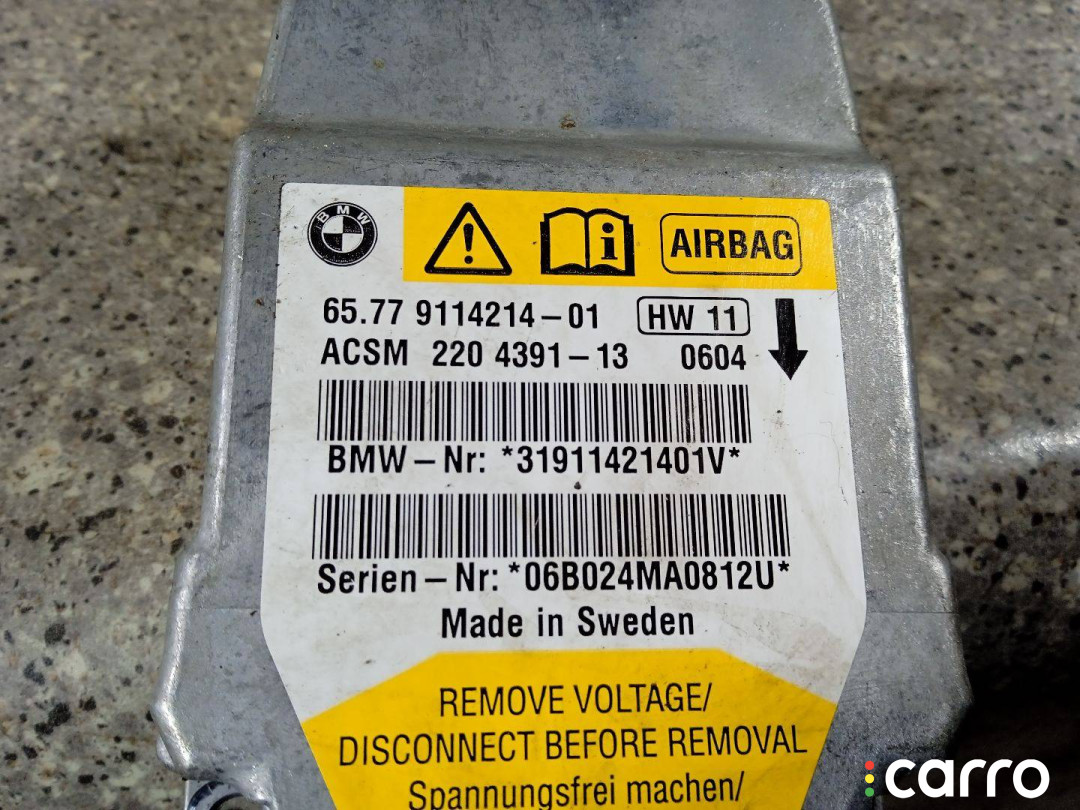 BMW
i
AIRBAG
65.77 9114214-01 HW 11
ACSM 220 4391-13 0604
BMW-Nr: *31911421401V*
Serien-Nr: *06B024MA0812U*
Made in Sweden
REMOVE VOLTAGE/
DISCONNECT BEFORE REMOVAL
Spannungsfrei machen/
carro